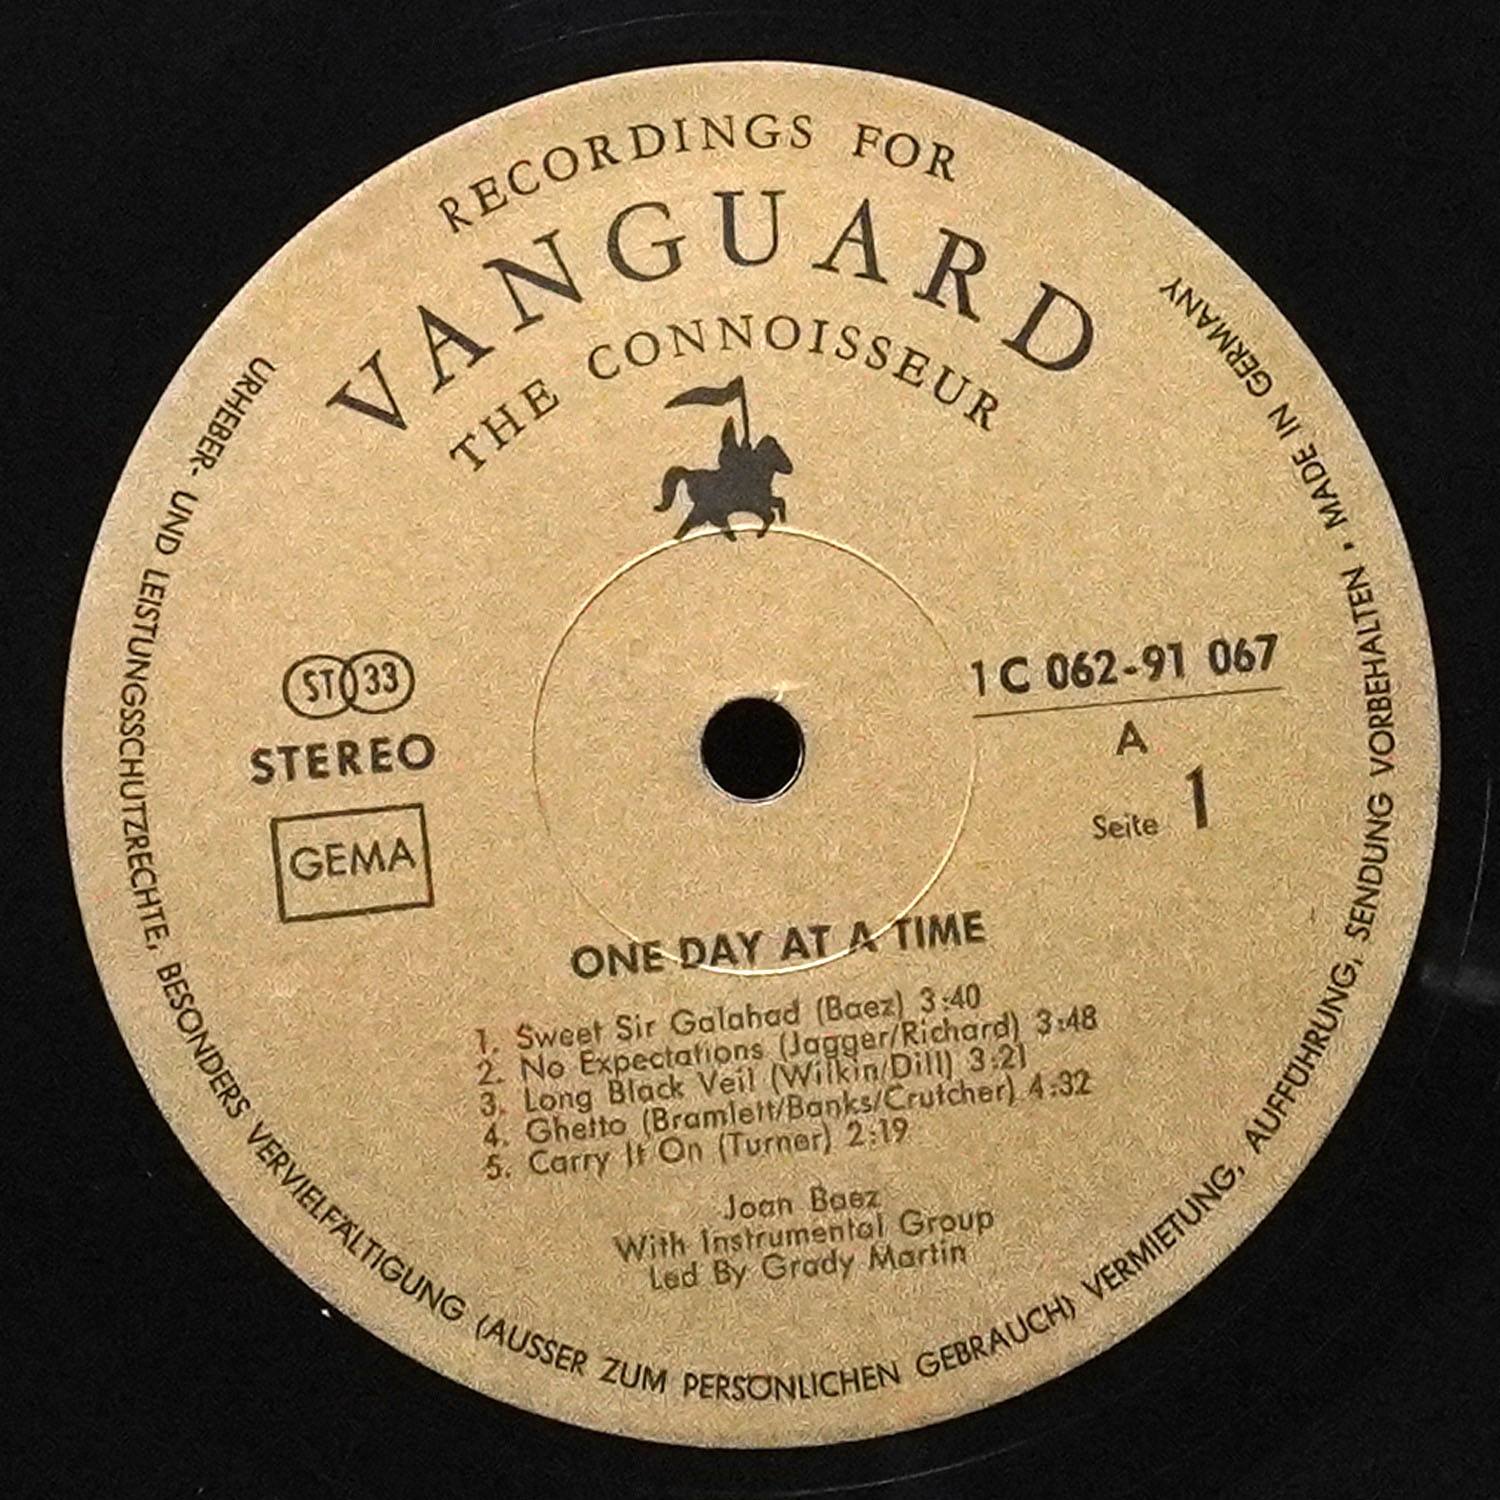 RECORDINGS FOR
VANGUARD
THE CONNOISSEUR
ST 33
STEREO
GEMA
1 C 062-91 067
A
Seite 1
ONE DAY AT A TIME
1. Sweet Sir Galahad (Baez) 3:40
2. No Expectations (Jagger/Richard) 3:48
3. Long Black Veil (Wilkin/Dill) 3:21
4. Ghetto (Bramlett/Banks/Crutcher) 4:32
5. Carry It On (Turner) 2:19
Joan Baez
With Instrumental Group
Led By Grady Martin
URHEBER- UND LEISTUNGSSCHUTZRECHTE, BESONDERS VERVIELFÄLTIGUNG (AUSSER ZUM PERSÖNLICHEN GEBRAUCH) VERMIETUNG, AUFFÜHRUNG, SENDUNG VORBEHALTEN • MADE IN GERMANY